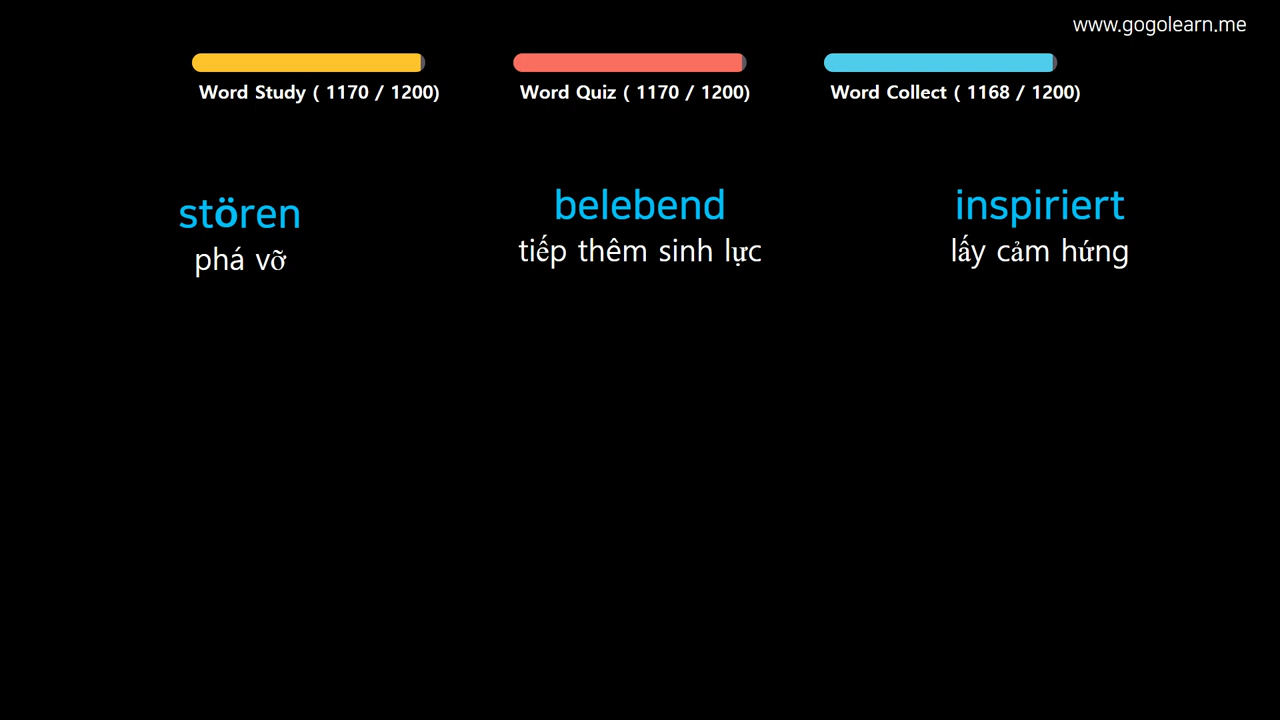 www.gogolearn.me
Word Study ( 1170 / 1200)
Word Quiz ( 1170 / 1200)
Word Collect ( 1168 / 1200)
stören
belebend
inspiriert
phá vỡ
tiếp thêm sinh lực
lấy cảm hứng